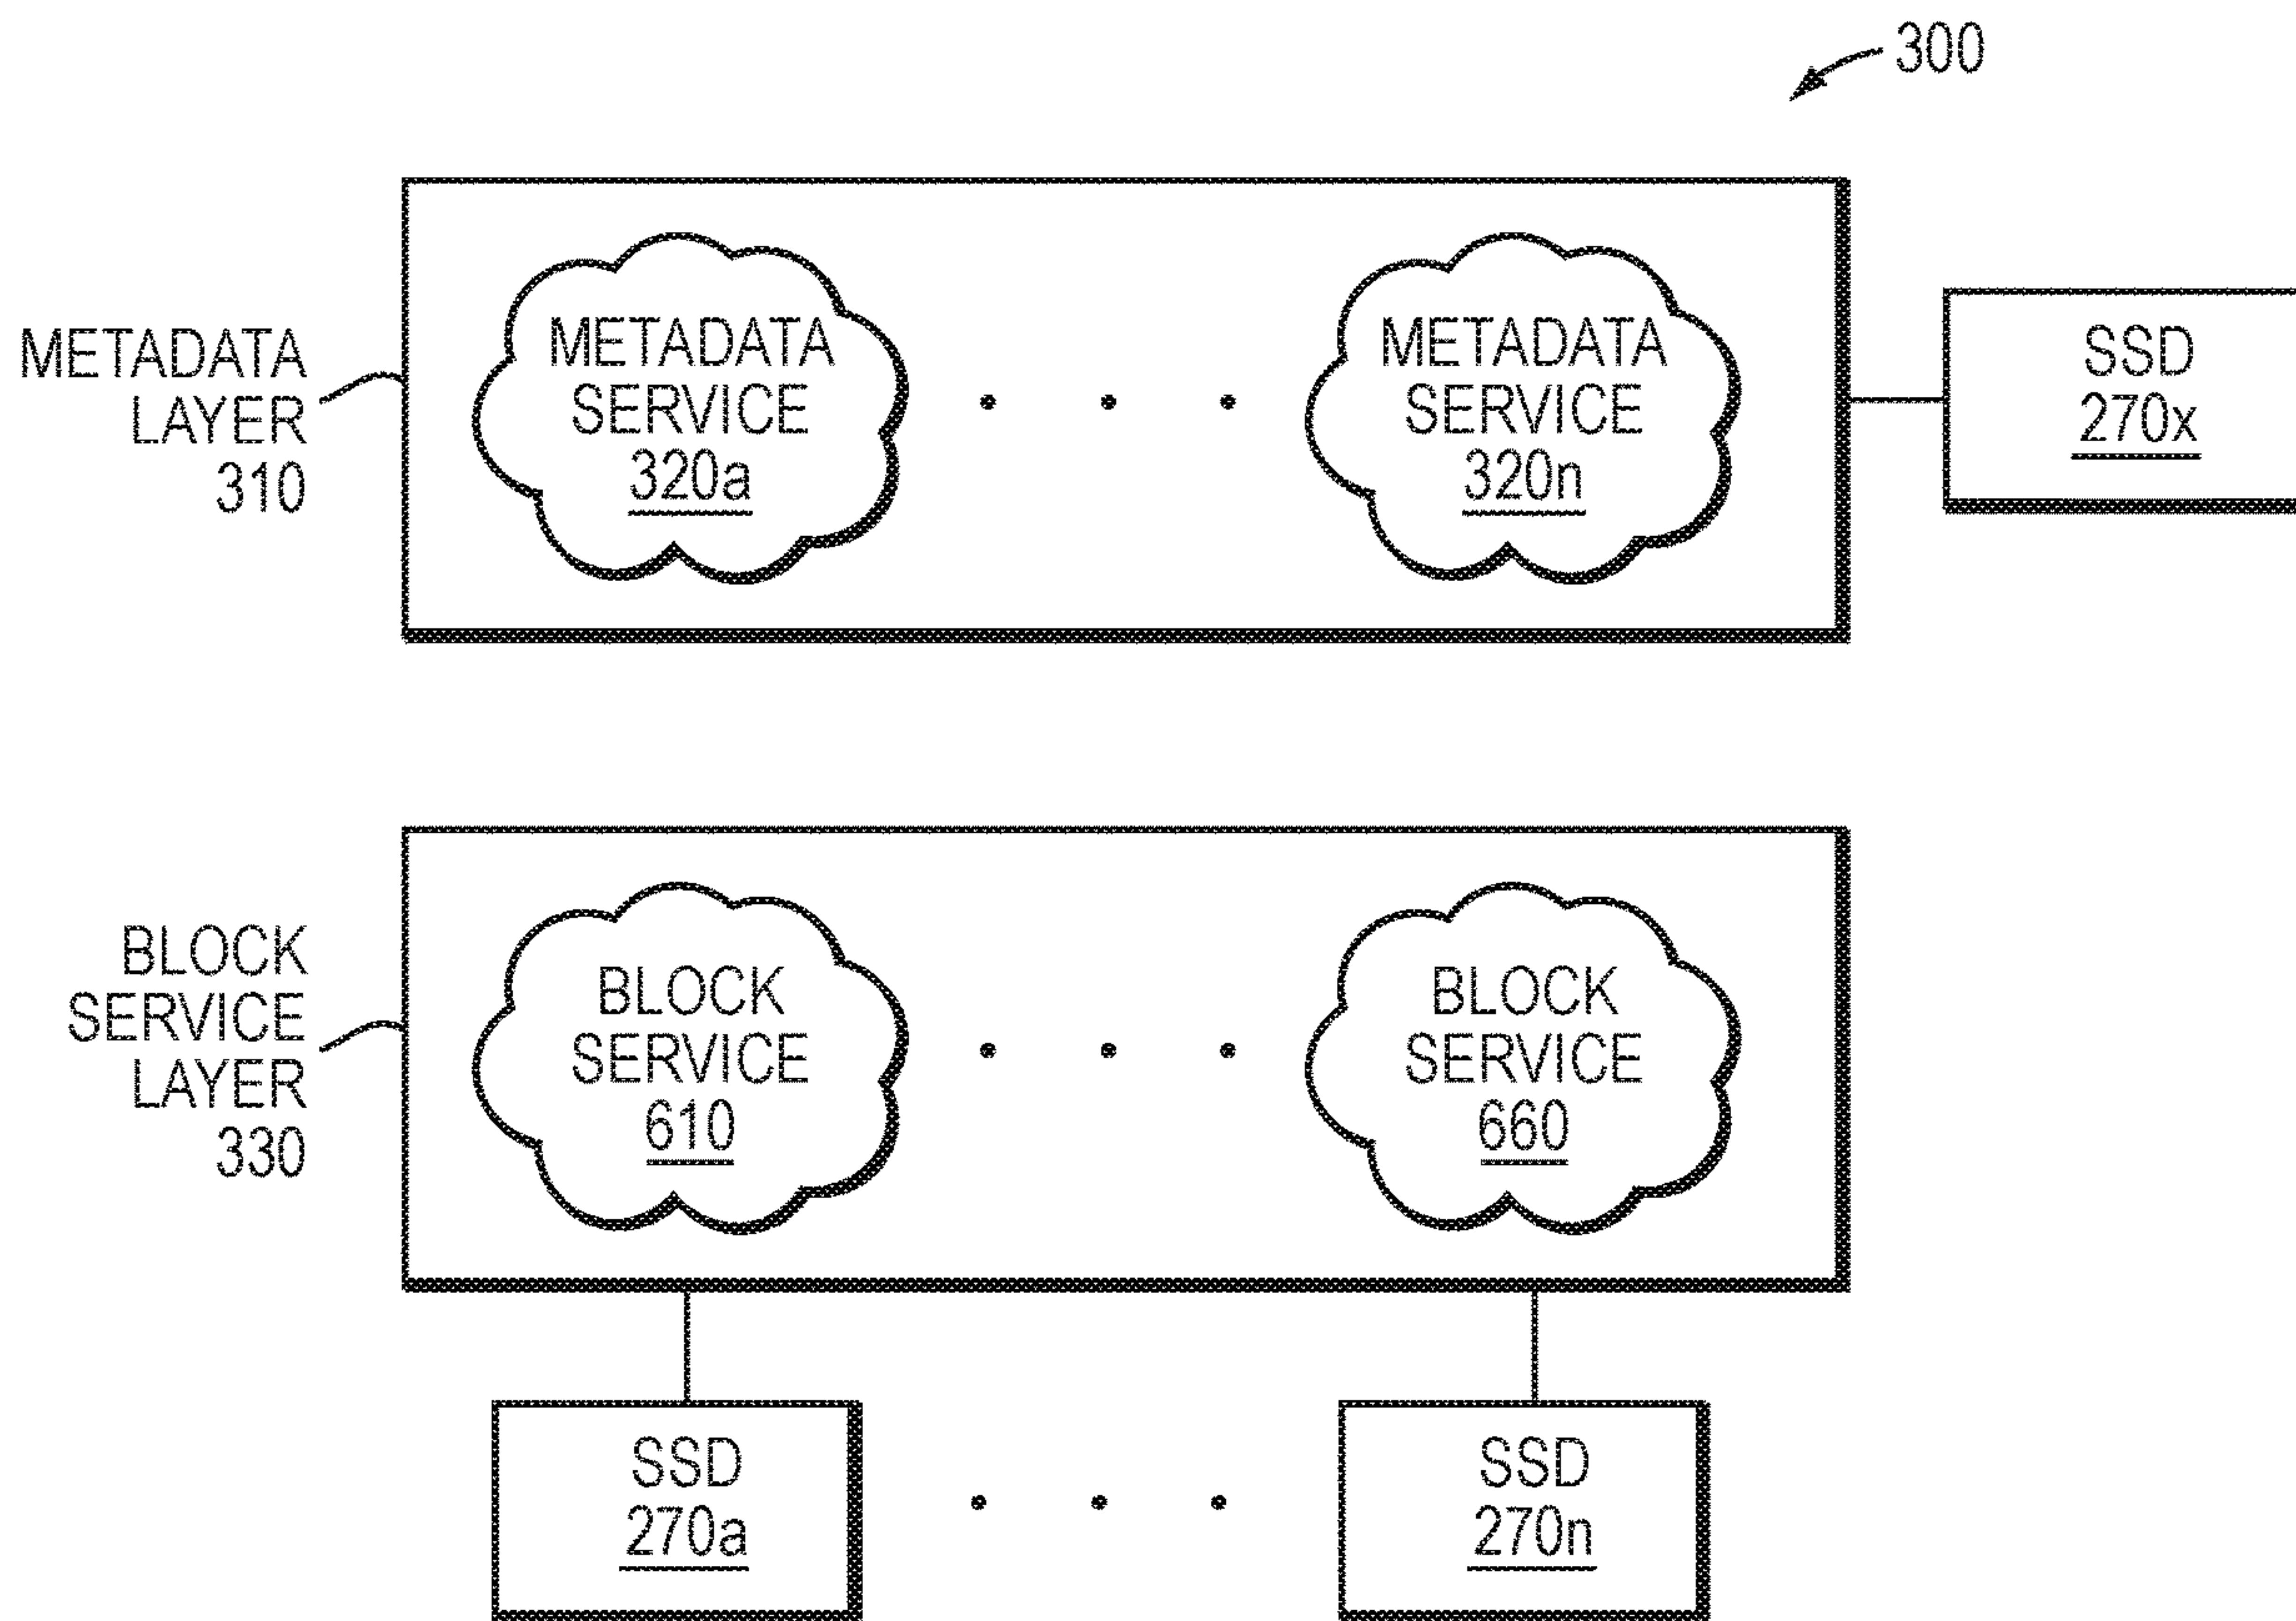 300
METADATA
LAYER
310
METADATA
SERVICE
320a
METADATA
SERVICE
320n
SSD
270x
BLOCK
SERVICE
LAYER
330
BLOCK
SERVICE
610
BLOCK
SERVICE
660
SSD
270a
SSD
270n